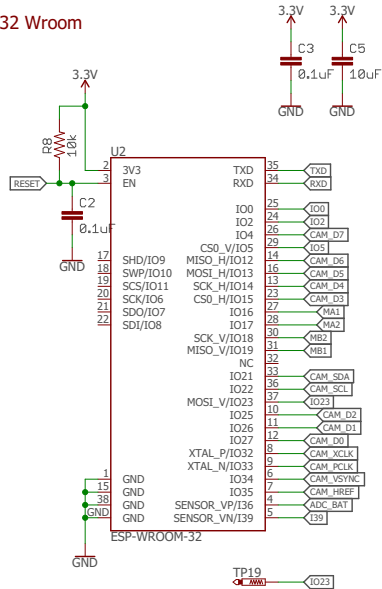 32 Wroom
3.3V
3.3V
C3
0.1uF
C5
10uF
GND
GND
3.3V
R8
10k
RESET
C2
0.1uF
GND
U2
2 3V3
3 EN
17 SHD/IO9
18 SWP/IO10
19 SCS/IO11
20 SCK/IO6
21 SDO/IO7
22 SDI/IO8
1 GND
15 GND
38 GND
GND GND
GND
TXD 35 TXD
RXD 34 RXD
IO0 25 IO0
IO2 24 IO2
IO4 26 CAM_D7
CS0_V/IO5 29 IO5
MISO_H/IO12 14 CAM_D6
MOSI_H/IO13 16 CAM_D5
SCK_H/IO14 13 CAM_D4
CS0_H/IO15 23 CAM_D3
IO16 27 MA1
IO17 28 MA2
SCK_V/IO18 30 MB2
MISO_V/IO19 31 MB1
NC 32
IO21 33 CAM_SDA
IO22 36 CAM_SCL
MOSI_V/IO23 37 IO23
IO25 10 CAM_D2
IO26 11 CAM_D1
IO27 12 CAM_D0
XTAL_P/IO32 8 CAM_XCLK
XTAL_N/IO33 9 CAM_PCLK
IO34 6 CAM_VSYNC
IO35 7 CAM_HREF
SENSOR_VP/I36 4 ADC_BAT
SENSOR_VN/I39 5 I39
ESP-WROOM-32
TP19
IO23